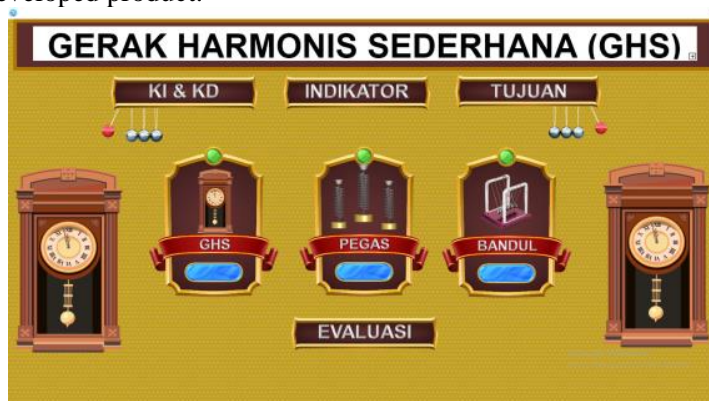 eveloped product.
GERAK HARMONIS SEDERHANA (GHS)
KI & KD INDIKATOR TUJUAN
GHS PEGAS BANDUL
EVALUASI